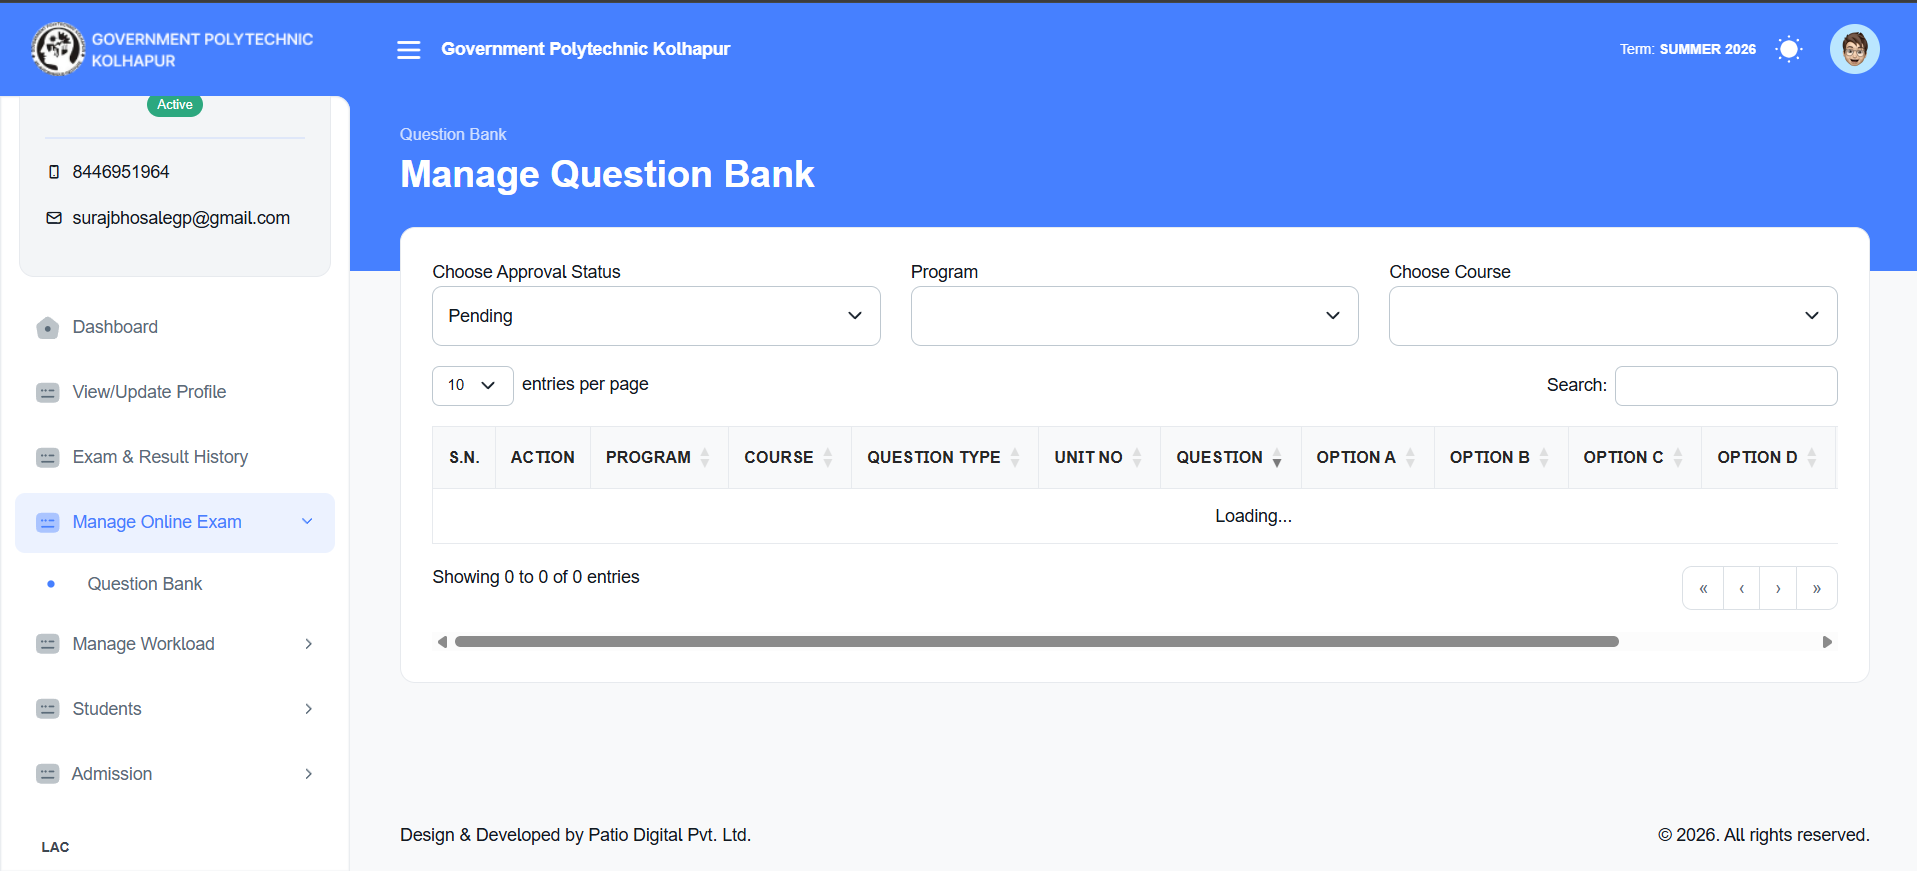 GOVERNMENT POLYTECHNIC
KOLHAPUR
Government Polytechnic Kolhapur
Term: SUMMER 2026
Active
8446951964
surajbhosalegp@gmail.com
Dashboard
View/Update Profile
Exam & Result History
Manage Online Exam
Question Bank
Manage Workload
Students
Admission
LAC
Question Bank
Manage Question Bank
Choose Approval Status
Program
Choose Course
Pending
10 entries per page
Search:
S.N. ACTION PROGRAM COURSE QUESTION TYPE UNIT NO QUESTION OPTION A OPTION B OPTION C OPTION D
Loading...
Showing 0 to 0 of 0 entries
« ‹ › »
Design & Developed by Patio Digital Pvt. Ltd.
© 2026. All rights reserved.